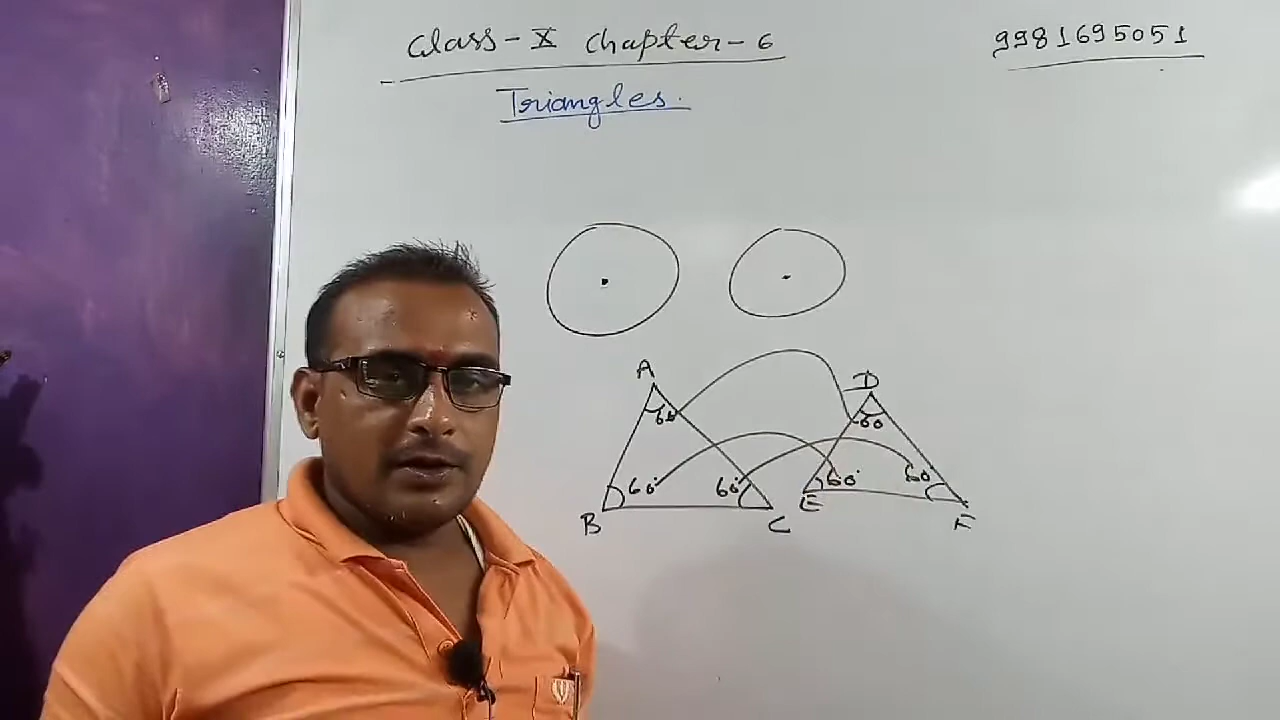 Class-X Chapter-6
9981695051
Triangles.
A
D
60
60
60°
60°
60°
60
B
C
E
F